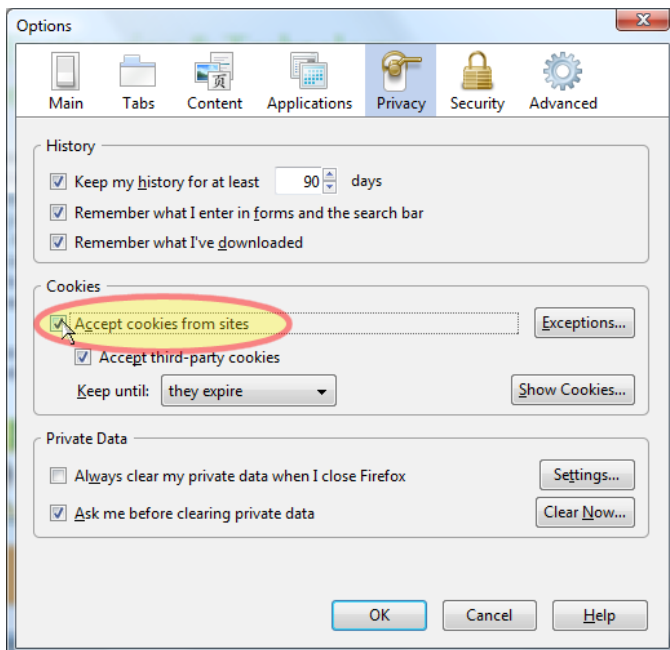 Options
Main Tabs Content Applications Privacy Security Advanced
History
Keep my history for at least 90 days
Remember what I enter in forms and the search bar
Remember what I've downloaded
Cookies
Accept cookies from sites Exceptions...
Accept third-party cookies
Keep until: they expire Show Cookies...
Private Data
Always clear my private data when I close Firefox Settings...
Ask me before clearing private data Clear Now...
OK Cancel Help